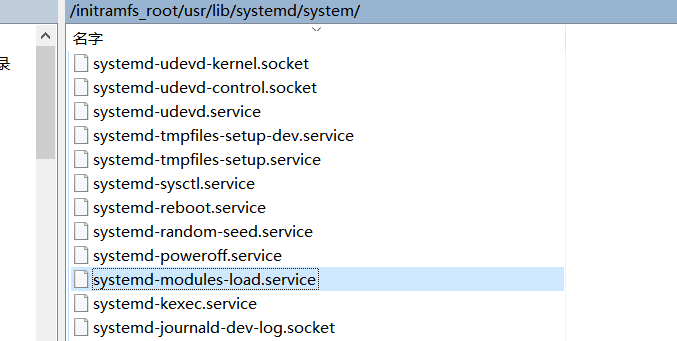 /initramfs_root/usr/lib/systemd/system/
名字
录
systemd-udevd-kernel.socket
systemd-udevd-control.socket
systemd-udevd.service
systemd-tmpfiles-setup-dev.service
systemd-tmpfiles-setup.service
systemd-sysctl.service
systemd-reboot.service
systemd-random-seed.service
systemd-poweroff.service
systemd-modules-load.service
systemd-kexec.service
systemd-journald-dev-log.socket